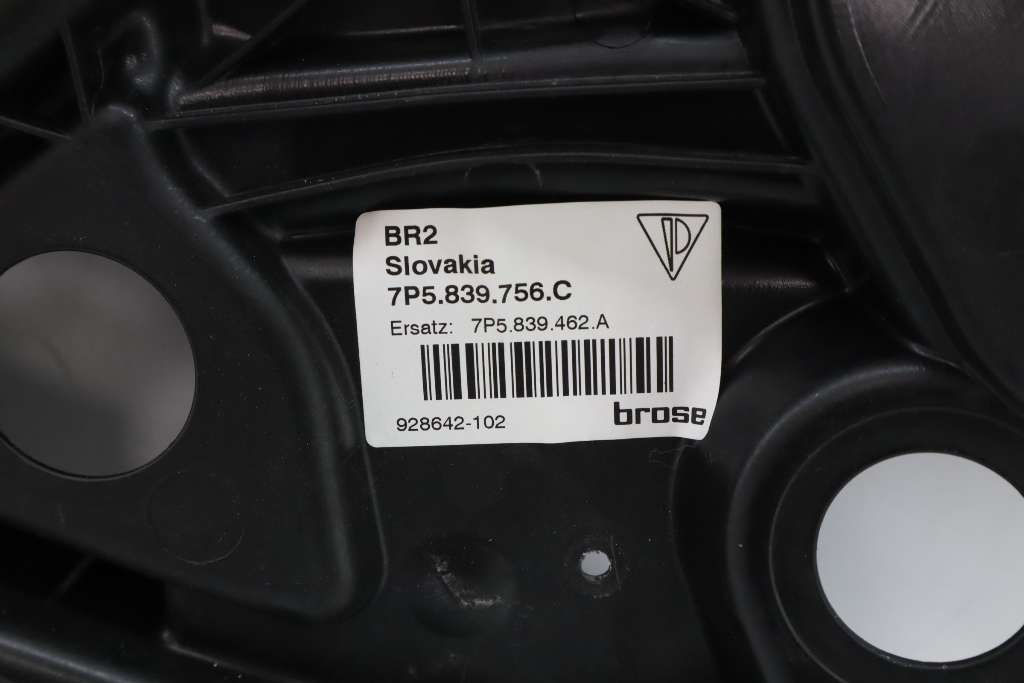 BR2
Slovakia
7P5.839.756.C
Ersatz: 7P5.839.462.A
928642-102
brose